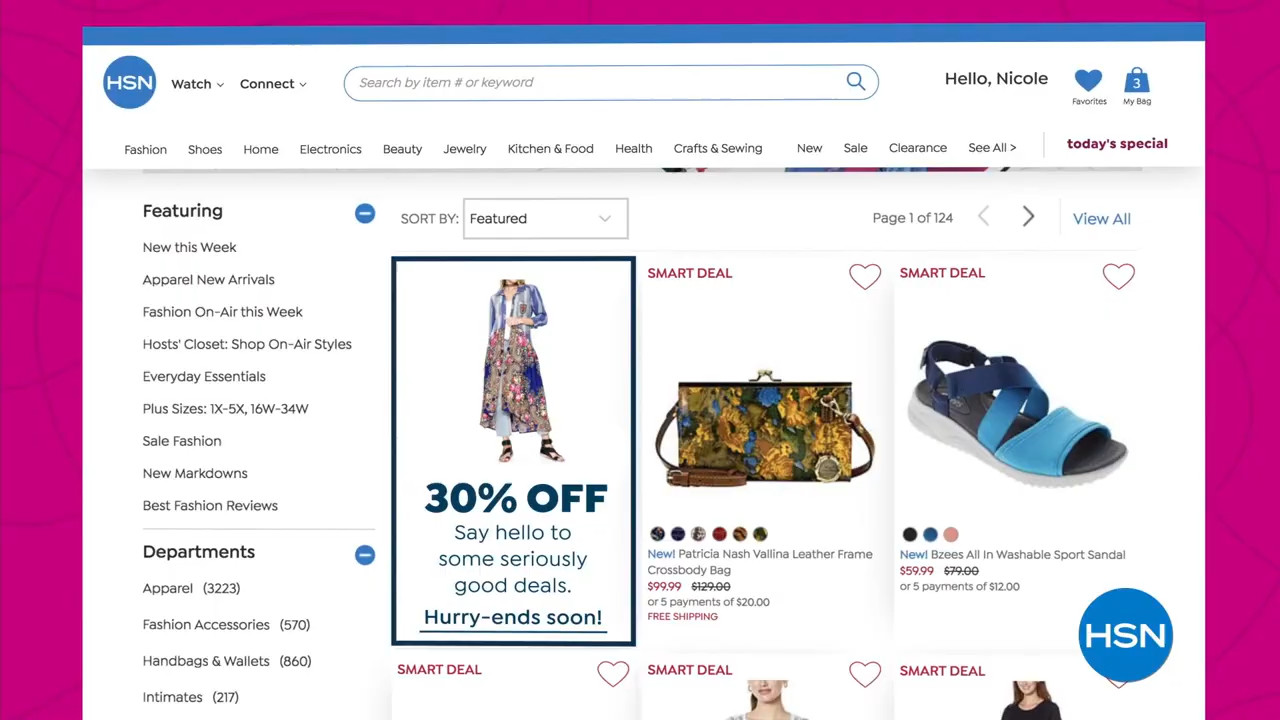 HSN
Watch
Connect
Search by item # or keyword
Hello, Nicole
Favorites
3
My Bag
Fashion
Shoes
Home
Electronics
Beauty
Jewelry
Kitchen & Food
Health
Crafts & Sewing
New
Sale
Clearance
See All >
today's special
Featuring
New this Week
Apparel New Arrivals
Fashion On-Air this Week
Hosts' Closet: Shop On-Air Styles
Everyday Essentials
Plus Sizes: 1X-5X, 16W-34W
Sale Fashion
New Markdowns
Best Fashion Reviews
Departments
Apparel (3223)
Fashion Accessories (570)
Handbags & Wallets (860)
Intimates (217)
SORT BY: Featured
Page 1 of 124
View All
30% OFF
Say hello to
some seriously
good deals.
Hurry-ends soon!
SMART DEAL
New! Patricia Nash Vallina Leather Frame
Crossbody Bag
$99.99 $129.00
or 5 payments of $20.00
FREE SHIPPING
SMART DEAL
New! Bzees All In Washable Sport Sandal
$59.99 $79.00
or 5 payments of $12.00
SMART DEAL
SMART DEAL
SMART DEAL
HSN